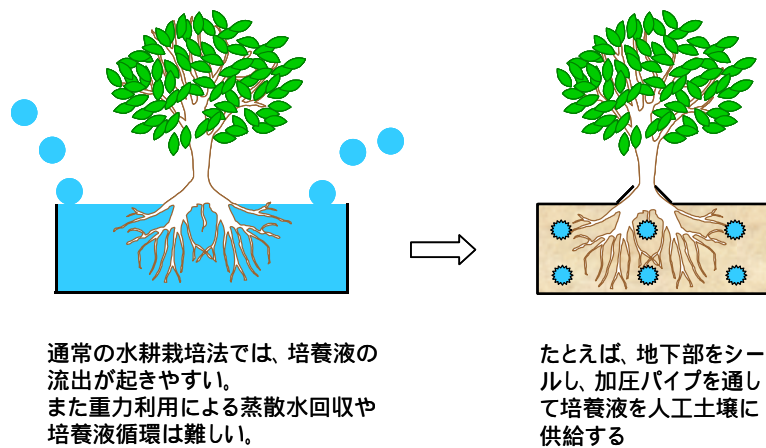 通常の水耕栽培法では、培養液の
流出が起きやすい。
また重力利用による蒸散水回収や
培養液循環は難しい。
たとえば、地下部をシー
ルし、加圧パイプを通し
て培養液を人工土壌に
供給する